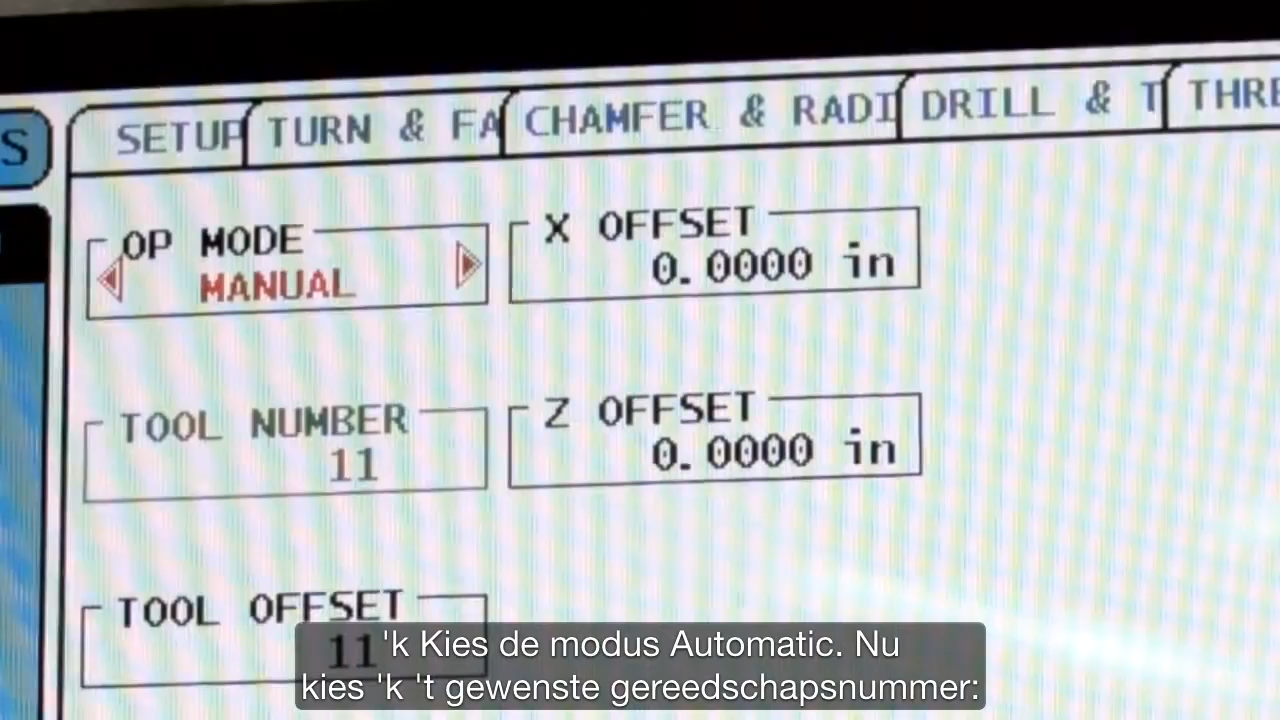 S
SETUP TURN & FA CHAMFER & RADI DRILL & T THRE
OP MODE
MANUAL
X OFFSET
0.0000 in
TOOL NUMBER
11
Z OFFSET
0.0000 in
TOOL OFFSET
11
'k Kies de modus Automatic. Nu
kies 'k 't gewenste gereedschapsnummer: